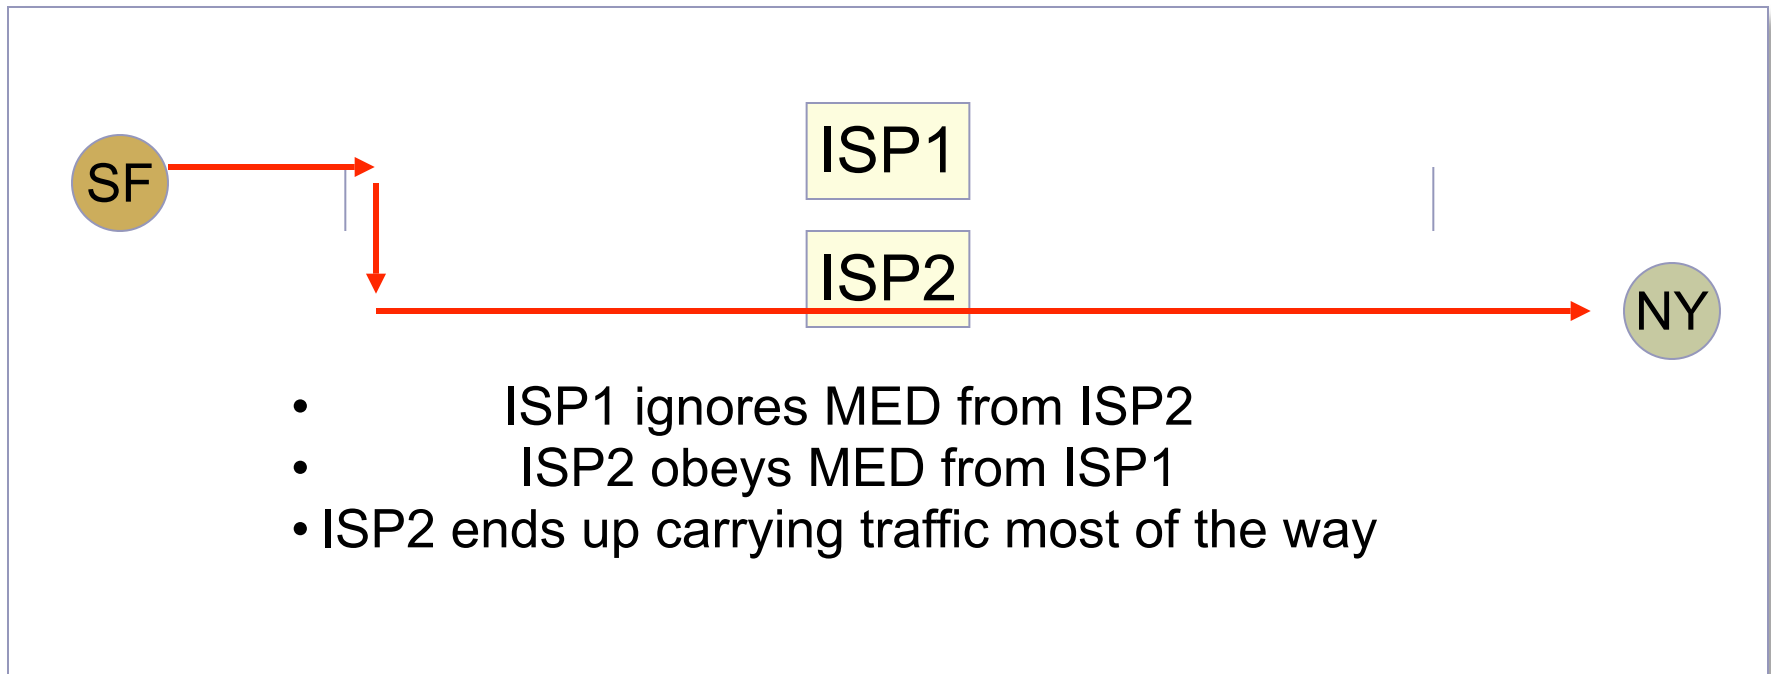 ISP1
SF
ISP2
NY
• ISP1 ignores MED from ISP2
• ISP2 obeys MED from ISP1
• ISP2 ends up carrying traffic most of the way